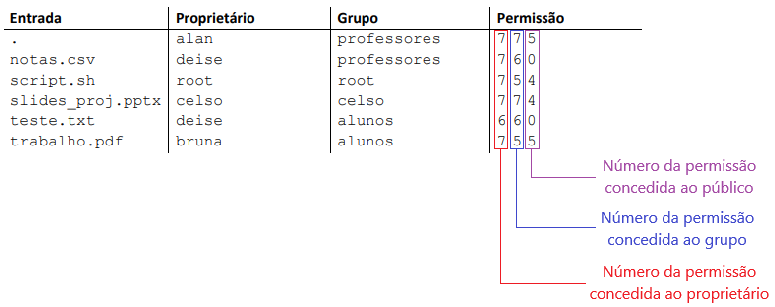 Entrada Proprietário Grupo Permissão
. alan professores 7 7 5
notas.csv deise professores 7 6 0
script.sh root root 7 5 4
slides_proj.pptx celso celso 7 7 4
teste.txt deise alunos 6 6 0
trabalho.pdf bruna alunos 7 5 5
Número da permissão
concedida ao público
Número da permissão
concedida ao grupo
Número da permissão
concedida ao proprietário